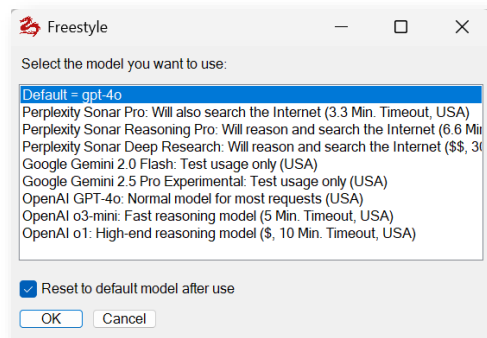 Freestyle
Select the model you want to use:
Default = gpt-4o
Perplexity Sonar Pro: Will also search the Internet (3.3 Min. Timeout, USA)
Perplexity Sonar Reasoning Pro: Will reason and search the Internet (6.6 Mi
Perplexity Sonar Deep Research: Will reason and search the Internet ($$, 30
Google Gemini 2.0 Flash: Test usage only (USA)
Google Gemini 2.5 Pro Experimental: Test usage only (USA)
OpenAI GPT-4o: Normal model for most requests (USA)
OpenAI o3-mini: Fast reasoning model (5 Min. Timeout, USA)
OpenAI o1: High-end reasoning model ($, 10 Min. Timeout, USA)
Reset to default model after use
OK Cancel